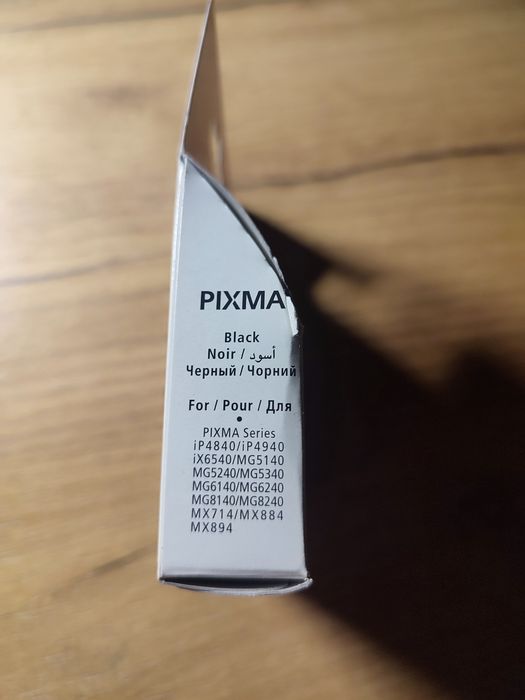 PIXMA
Black
Noir / أسود
Черный / Чорний
For / Pour / Для
•
PIXMA Series
iP4840/iP4940
iX6540/MG5140
MG5240/MG5340
MG6140/MG6240
MG8140/MG8240
MX714/MX884
MX894